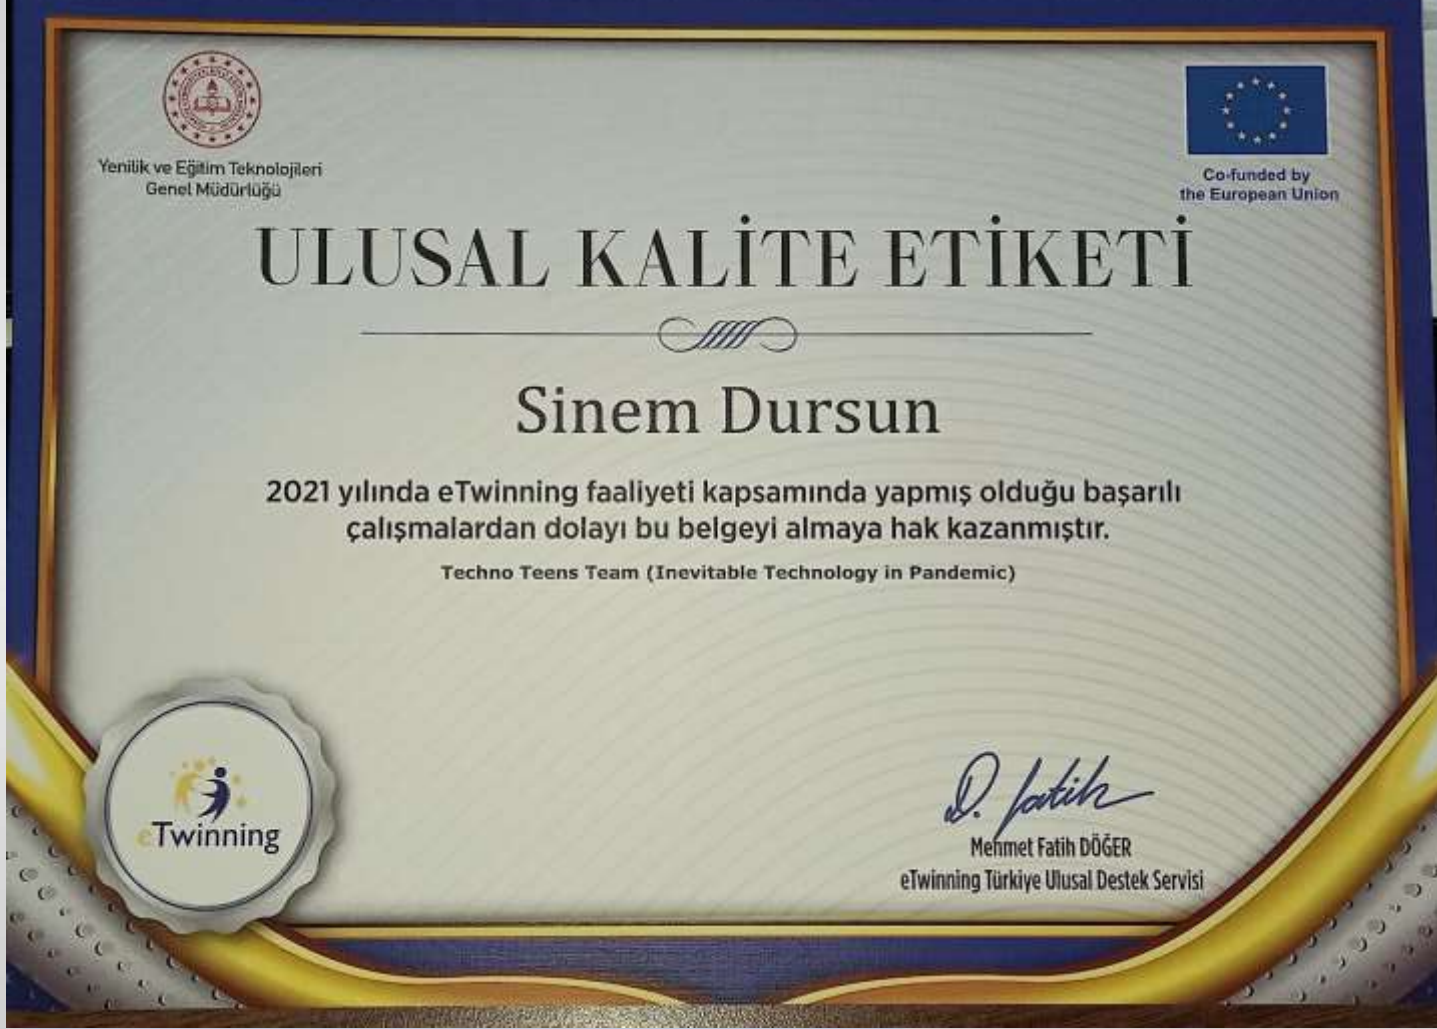 Yenilik ve Eğitim Teknolojileri
Genel Müdürlüğü
Co-funded by
the European Union
ULUSAL KALİTE ETİKETİ
Sinem Dursun
2021 yılında eTwinning faaliyeti kapsamında yapmış olduğu başarılı
çalışmalardan dolayı bu belgeyi almaya hak kazanmıştır.
Techno Teens Team (Inevitable Technology in Pandemic)
eTwinning
D. fatih
Mehmet Fatih DÖĞER
eTwinning Türkiye Ulusal Destek Servisi